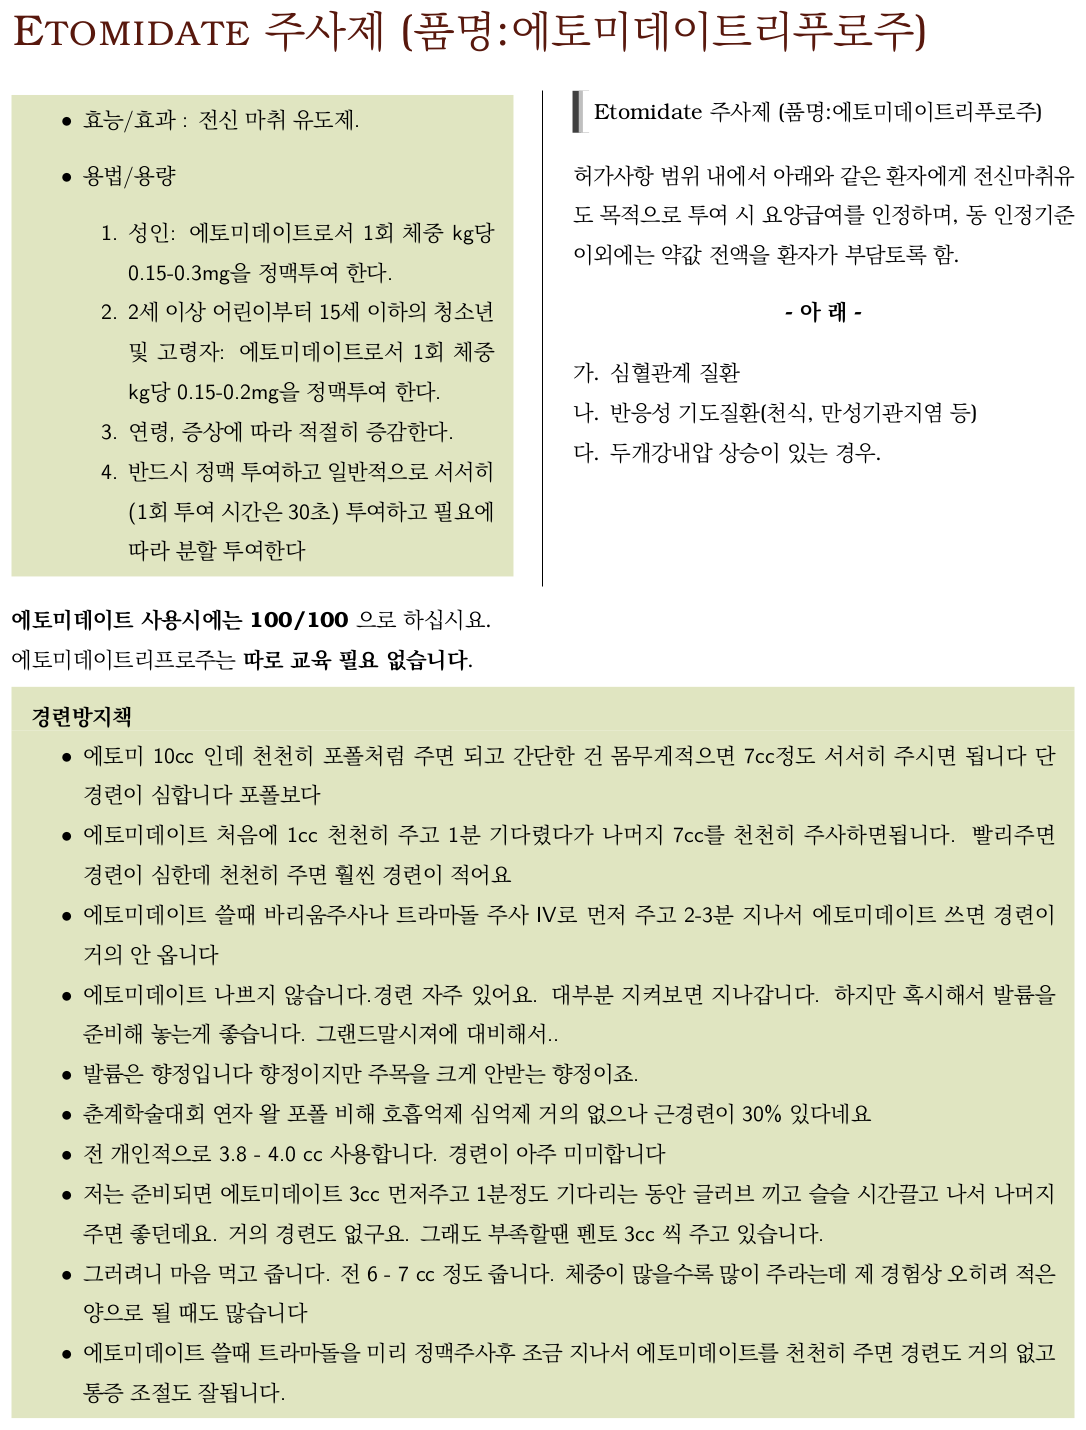 ETOMIDATE 주사제 (품명:에토미데이트리푸로주)
• 효능/효과 : 전신 마취 유도제.
• 용법/용량
1. 성인: 에토미데이트로서 1회 체중 kg당
0.15-0.3mg을 정맥투여 한다.
2. 2세 이상 어린이부터 15세 이하의 청소년
및 고령자: 에토미데이트로서 1회 체중
kg당 0.15-0.2mg을 정맥투여 한다.
3. 연령, 증상에 따라 적절히 증감한다.
4. 반드시 정맥 투여하고 일반적으로 서서히
(1회 투여 시간은 30초) 투여하고 필요에
따라 분할 투여한다
Etomidate 주사제 (품명:에토미데이트리푸로주)
허가사항 범위 내에서 아래와 같은 환자에게 전신마취유
도 목적으로 투여 시 요양급여를 인정하며, 동 인정기준
이외에는 약값 전액을 환자가 부담토록 함.
- 아 래 -
가. 심혈관계 질환
나. 반응성 기도질환(천식, 만성기관지염 등)
다. 두개강내압 상승이 있는 경우.
에토미데이트 사용시에는 100/100 으로 하십시요.
에토미데이트리프로주는 따로 교육 필요 없습니다.
경련방지책
• 에토미 10cc 인데 천천히 포폴처럼 주면 되고 간단한 건 몸무게적으면 7cc정도 서서히 주시면 됩니다 단
경련이 심합니다 포폴보다
• 에토미데이트 처음에 1cc 천천히 주고 1분 기다렸다가 나머지 7cc를 천천히 주사하면됩니다. 빨리주면
경련이 심한데 천천히 주면 훨씬 경련이 적어요
• 에토미데이트 쓸때 바리움주사나 트라마돌 주사 IV로 먼저 주고 2-3분 지나서 에토미데이트 쓰면 경련이
거의 안 옵니다
• 에토미데이트 나쁘지 않습니다.경련 자주 있어요. 대부분 지켜보면 지나갑니다. 하지만 혹시해서 발륨을
준비해 놓는게 좋습니다. 그랜드말시져에 대비해서..
• 발륨은 향정입니다 향정이지만 주목을 크게 안받는 향정이죠.
• 춘계학술대회 연자 왈 포폴 비해 호흡억제 심억제 거의 없으나 근경련이 30% 있다네요
• 전 개인적으로 3.8 - 4.0 cc 사용합니다. 경련이 아주 미미합니다
• 저는 준비되면 에토미데이트 3cc 먼저주고 1분정도 기다리는 동안 글러브 끼고 슬슬 시간끌고 나서 나머지
주면 좋던데요. 거의 경련도 없구요. 그래도 부족할땐 펜토 3cc 씩 주고 있습니다.
• 그러려니 마음 먹고 줍니다. 전 6 - 7 cc 정도 줍니다. 체중이 많을수록 많이 주라는데 제 경험상 오히려 적은
양으로 될 때도 많습니다
• 에토미데이트 쓸때 트라마돌을 미리 정맥주사후 조금 지나서 에토미데이트를 천천히 주면 경련도 거의 없고
통증 조절도 잘됩니다.